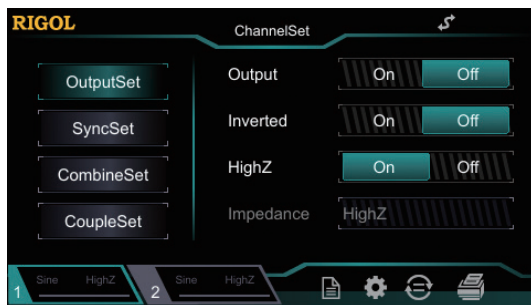 RIGOL
ChannelSet
OutputSet
SyncSet
CombineSet
CoupleSet
Output On Off
Inverted On Off
HighZ On Off
Impedance HighZ
1 Sine HighZ
2 Sine HighZ